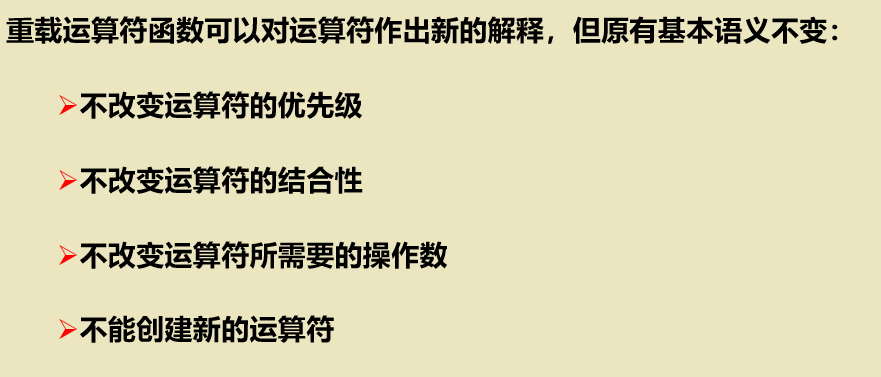 重载运算符函数可以对运算符作出新的解释，但原有基本语义不变：
➢不改变运算符的优先级
➢不改变运算符的结合性
➢不改变运算符所需要的操作数
➢不能创建新的运算符